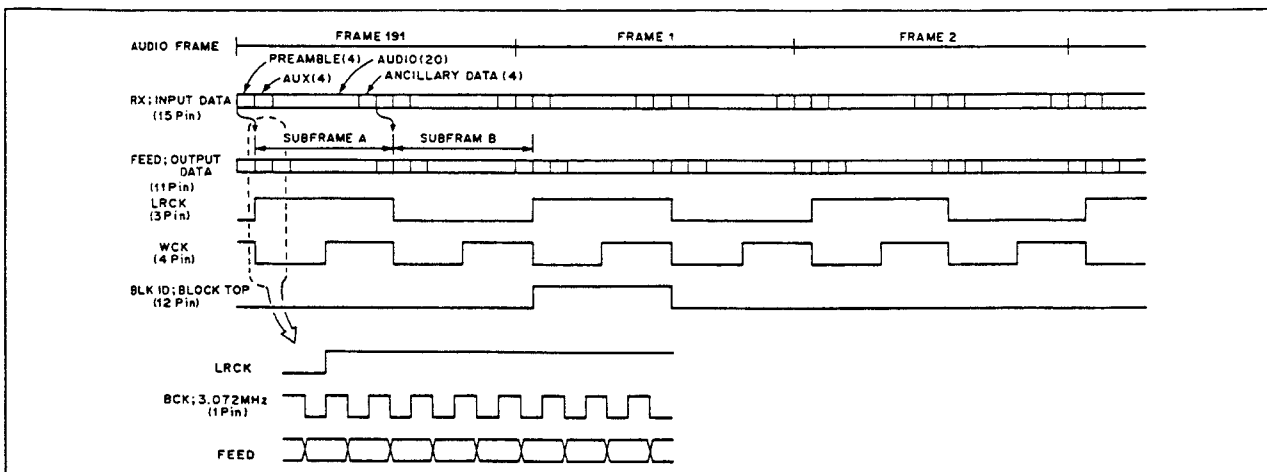 AUDIO FRAME
FRAME 191
FRAME 1
FRAME 2
PREAMBLE(4)
AUDIO(20)
AUX(4)
ANCILLARY DATA (4)
RX;INPUT DATA
(15 Pin)
SUBFRAME A
SUBFRAM B
FEED;OUTPUT
DATA
(11 Pin)
LRCK
(3 Pin)
WCK
(4 Pin)
BLK ID;BLOCK TOP
(12 Pin)
LRCK
BCK;3.072MHz
(1 Pin)
FEED